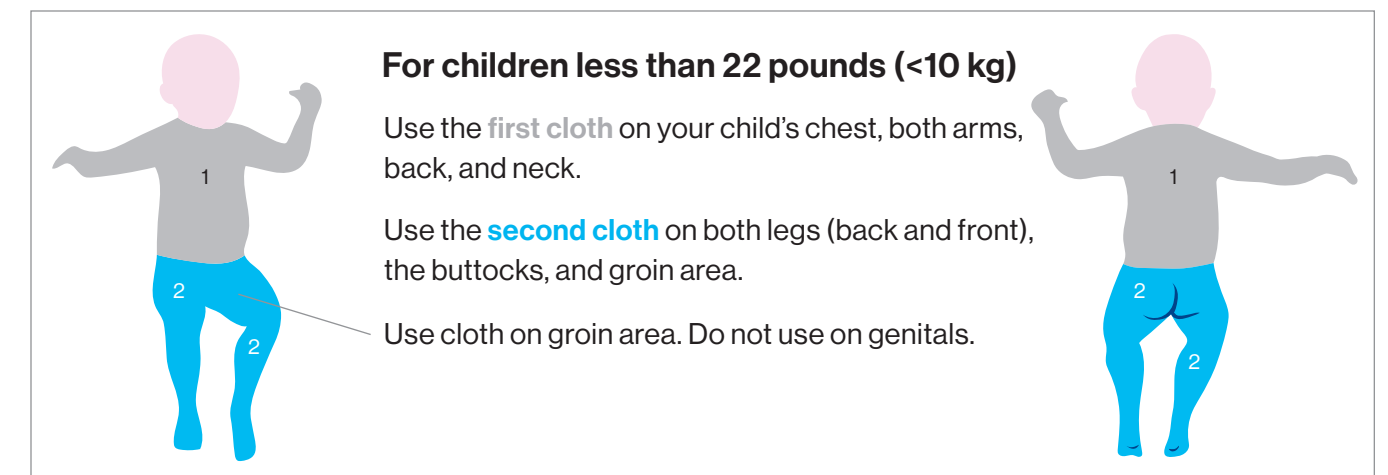 For children less than 22 pounds (<10 kg)
Use the first cloth on your child’s chest, both arms,
back, and neck.
Use the second cloth on both legs (back and front),
the buttocks, and groin area.
Use cloth on groin area. Do not use on genitals.
1
2
2
1
2
2